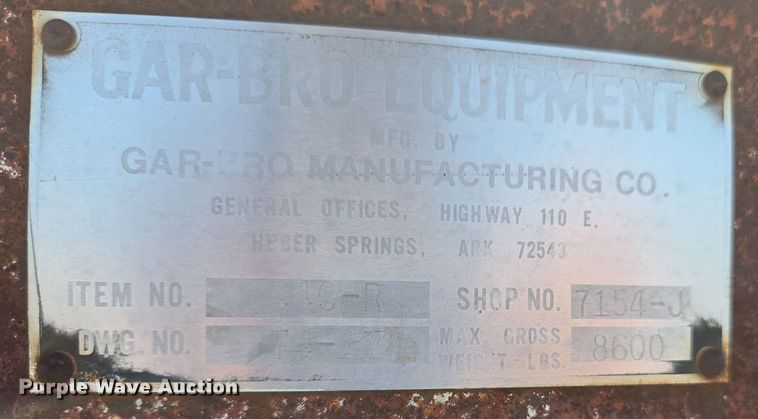 GAR-BRO EQUIPMENT
MFG. BY
GAR-BRO MANUFACTURING CO.
GENERAL OFFICES, HIGHWAY 110 E.
HEBER SPRINGS, ARK 72543
ITEM NO. SHOP NO. 7154-J
DWG. NO. MAX. GROSS WEIGHT-LBS. 8600
Purple Wave Auction